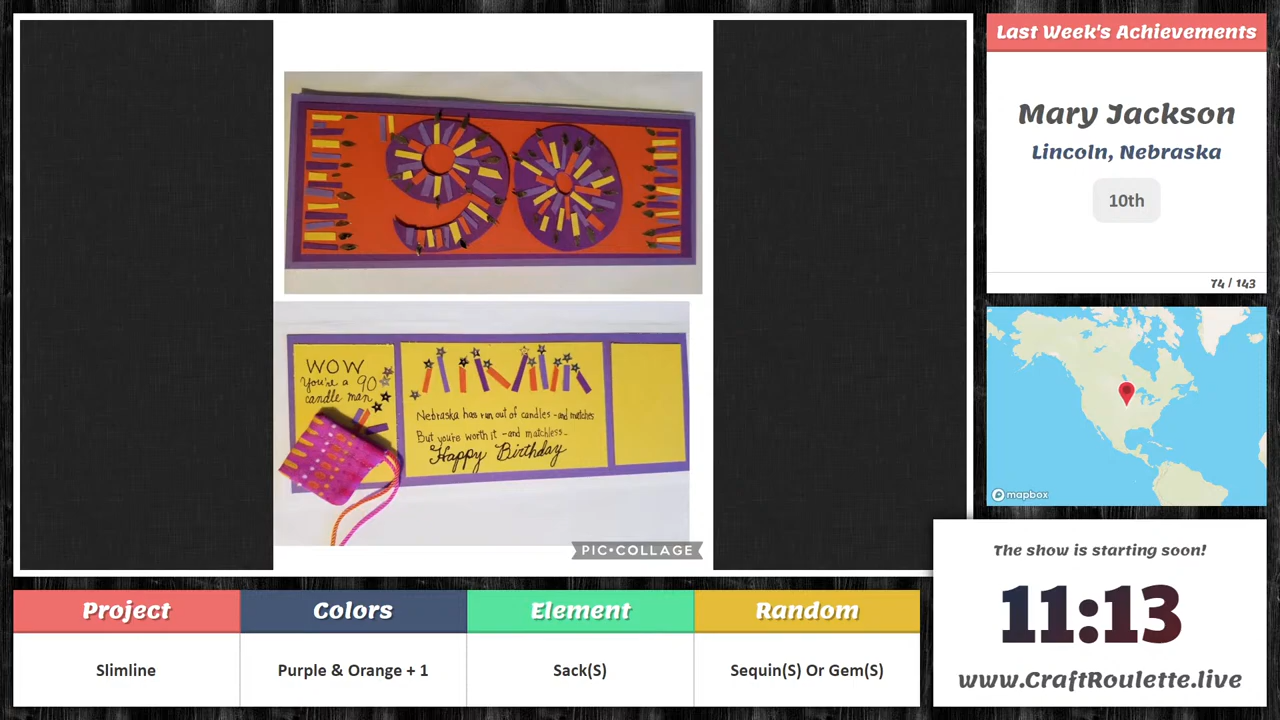 Last Week's Achievements
Mary Jackson
Lincoln, Nebraska
10th
74 / 143
90
WOW
You're a 90
candle man
Nebraska has run out of candles - and matches
But you're worth it - and matchless -
Happy Birthday
PIC•COLLAGE
mapbox
The show is starting soon!
11:13
www.CraftRoulette.live
Project
Colors
Element
Random
Slimline
Purple & Orange + 1
Sack(S)
Sequin(S) Or Gem(S)